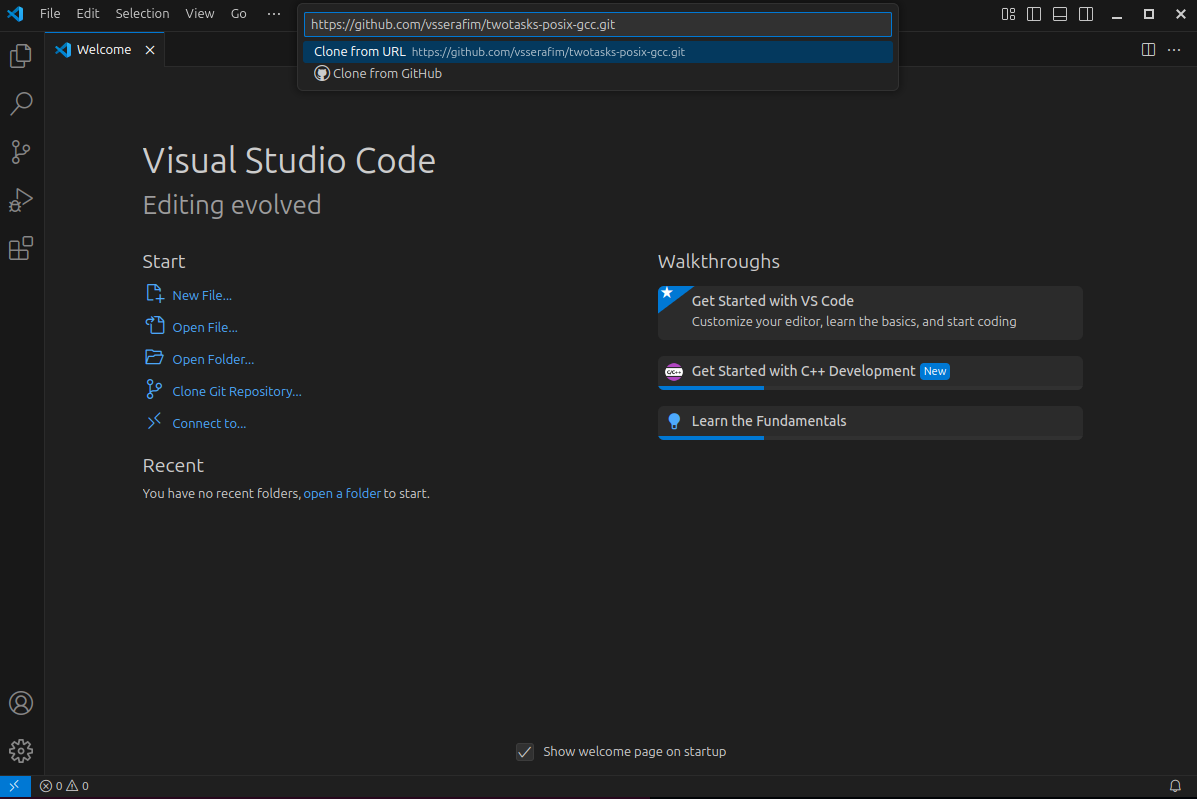 File Edit Selection View Go ···
https://github.com/vsserafim/twotasks-posix-gcc.git
Clone from URL https://github.com/vsserafim/twotasks-posix-gcc.git
Clone from GitHub
Welcome
Visual Studio Code
Editing evolved
Start
New File...
Open File...
Open Folder...
Clone Git Repository...
Connect to...
Recent
You have no recent folders, open a folder to start.
Walkthroughs
Get Started with VS Code
Customize your editor, learn the basics, and start coding
C/C++ Get Started with C++ Development New
Learn the Fundamentals
Show welcome page on startup
0 0